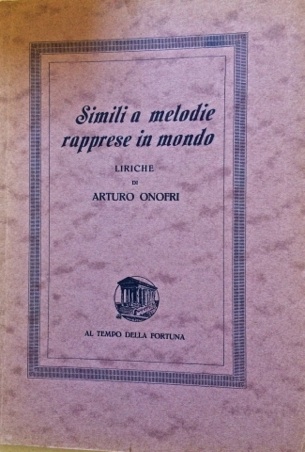 Simili a melodie
rapprese in mondo
LIRICHE
DI
ARTURO ONOFRI
AL TEMPO DELLA FORTUNA